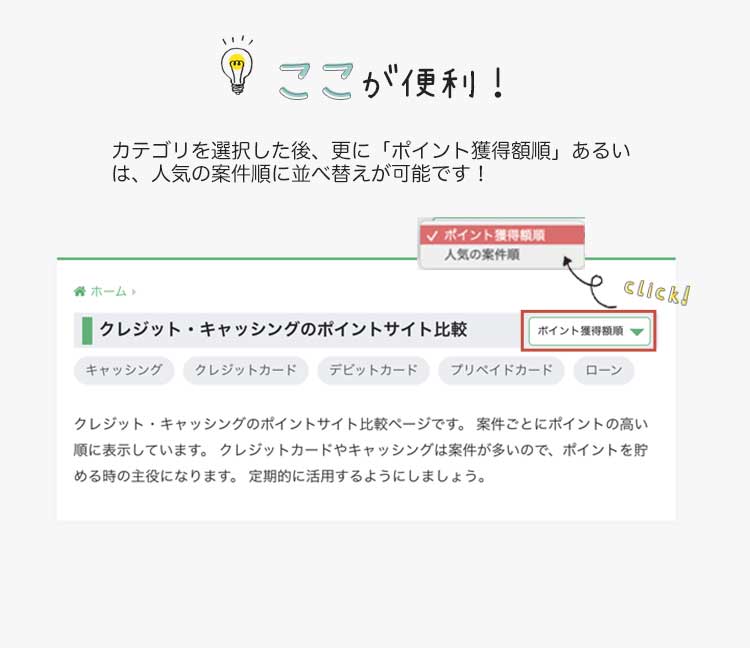 ここが便利！
カテゴリを選択した後、更に「ポイント獲得額順」あるい
は、人気の案件順に並べ替えが可能です！
✓ ポイント獲得額順
人気の案件順
click!
ホーム ›
クレジット・キャッシングのポイントサイト比較
ポイント獲得額順
キャッシング クレジットカード デビットカード プリペイドカード ローン
クレジット・キャッシングのポイントサイト比較ページです。 案件ごとにポイントの高い
順に表示しています。 クレジットカードやキャッシングは案件が多いので、ポイントを貯
める時の主役になります。 定期的に活用するようにしましょう。